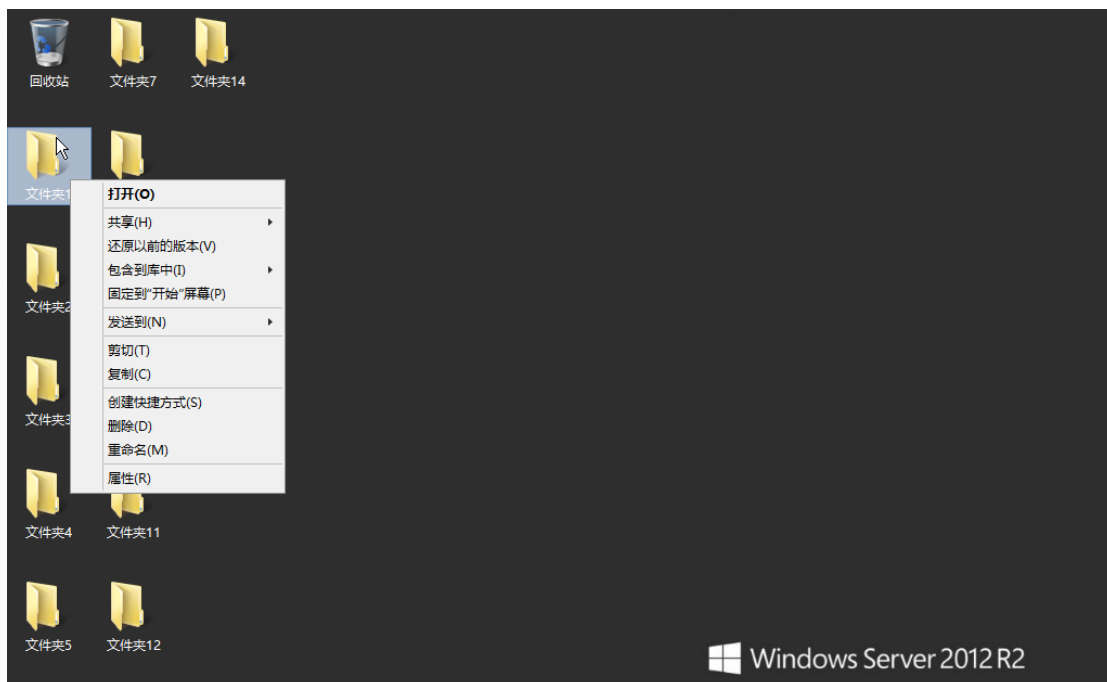 回收站
文件夹7
文件夹14
文件夹1
打开(O)
共享(H)
还原以前的版本(V)
包含到库中(I)
固定到"开始"屏幕(P)
发送到(N)
剪切(T)
复制(C)
创建快捷方式(S)
删除(D)
重命名(M)
属性(R)
文件夹2
文件夹3
文件夹4
文件夹11
文件夹5
文件夹12
Windows Server 2012 R2